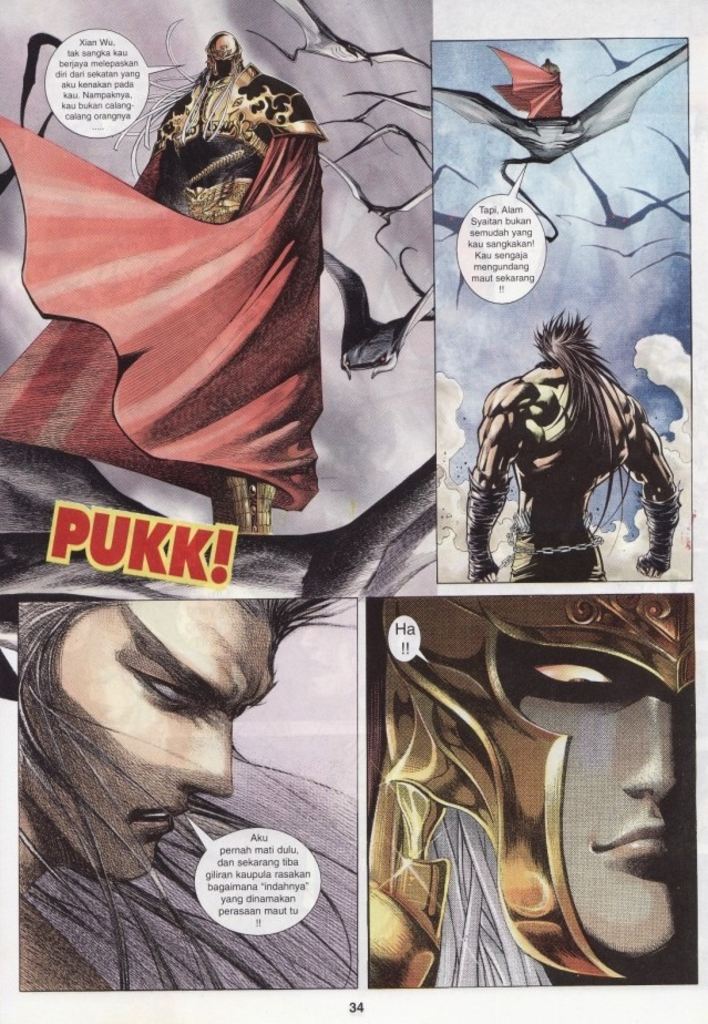 Xian Wu,
tak sangka kau
berjaya melepaskan
diri dari sekatan yang
aku kenakan pada
kau. Nampaknya,
kau bukan calang-
calang orangnya
.....
PUKK!
Tapi, Alam
Syaitan bukan
semudah yang
kau sangkakan!
Kau sengaja
mengundang
maut sekarang
!!
Aku
pernah mati dulu,
dan sekarang tiba
giliran kaupula rasakan
bagaimana "indahnya"
yang dinamakan
perasaan maut tu
!!
Ha
!!
34